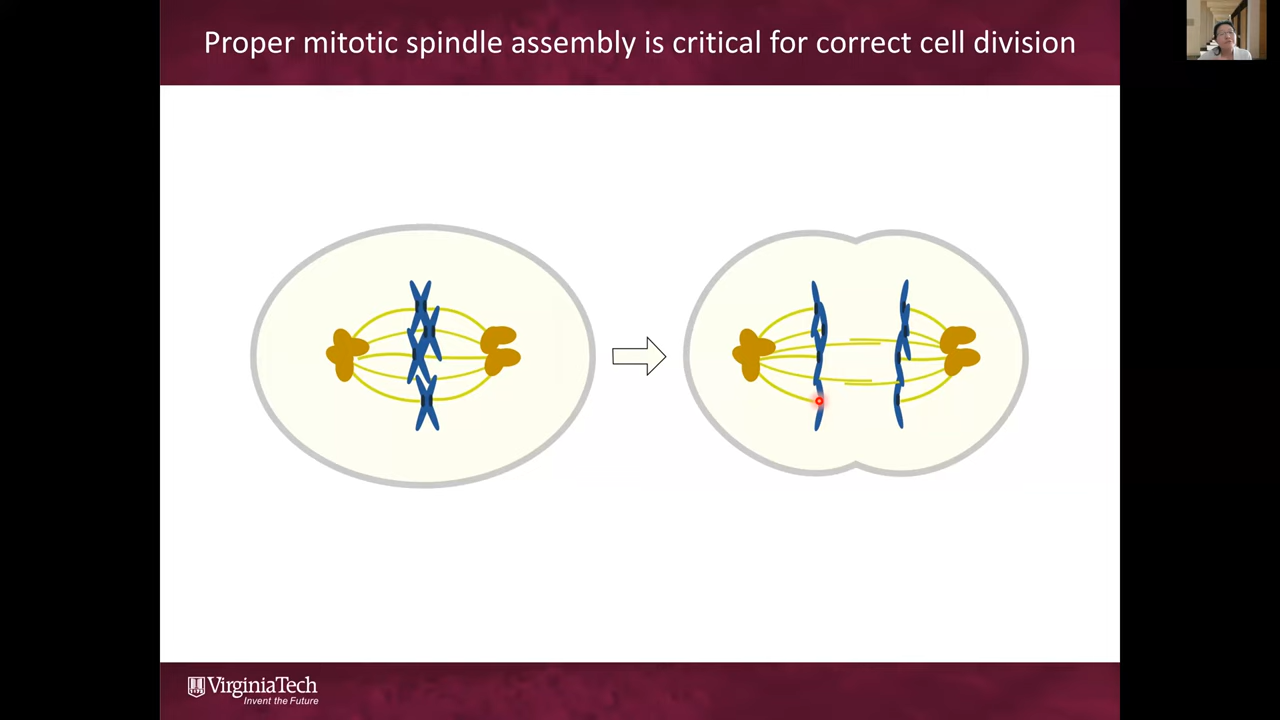 Proper mitotic spindle assembly is critical for correct cell division
VirginiaTech
Invent the Future